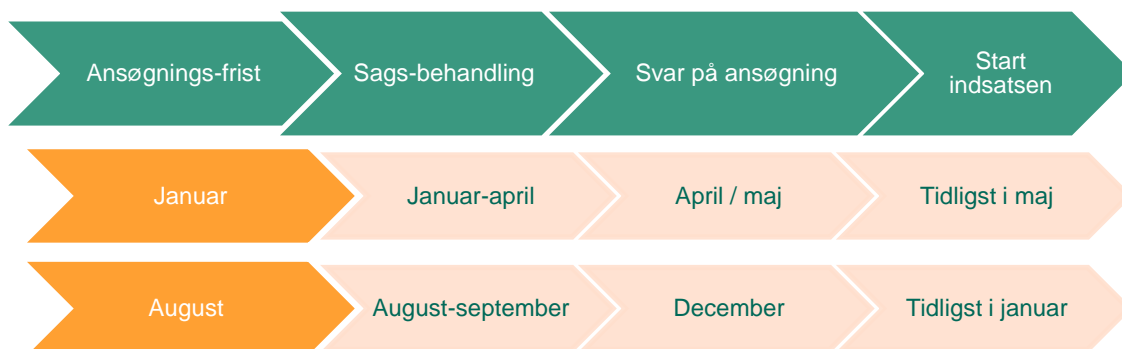 Ansøgnings-frist
Sags-behandling
Svar på ansøgning
Start
indsatsen
Januar
Januar-april
April / maj
Tidligst i maj
August
August-september
December
Tidligst i januar